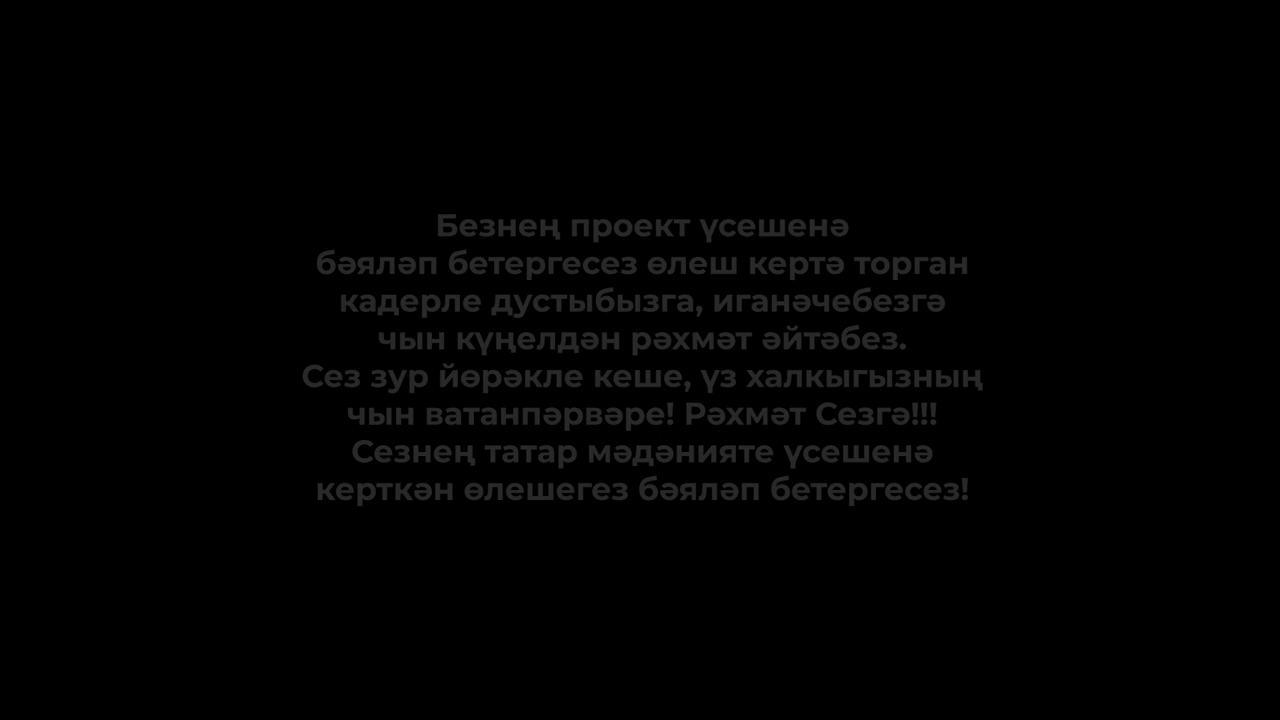 Безнең проект үсешенә
бәяләп бетергесез өлеш кертә торган
кадерле дустыбызга, иганәчебезгә
чын күңелдән рәхмәт әйтәбез.
Сез зур йөрәкле кеше, үз халкыгызның
чын ватанпәрвәре! Рәхмәт Сезгә!!!
Сезнең татар мәдәнияте үсешенә
керткән өлешегез бәяләп бетергесез!